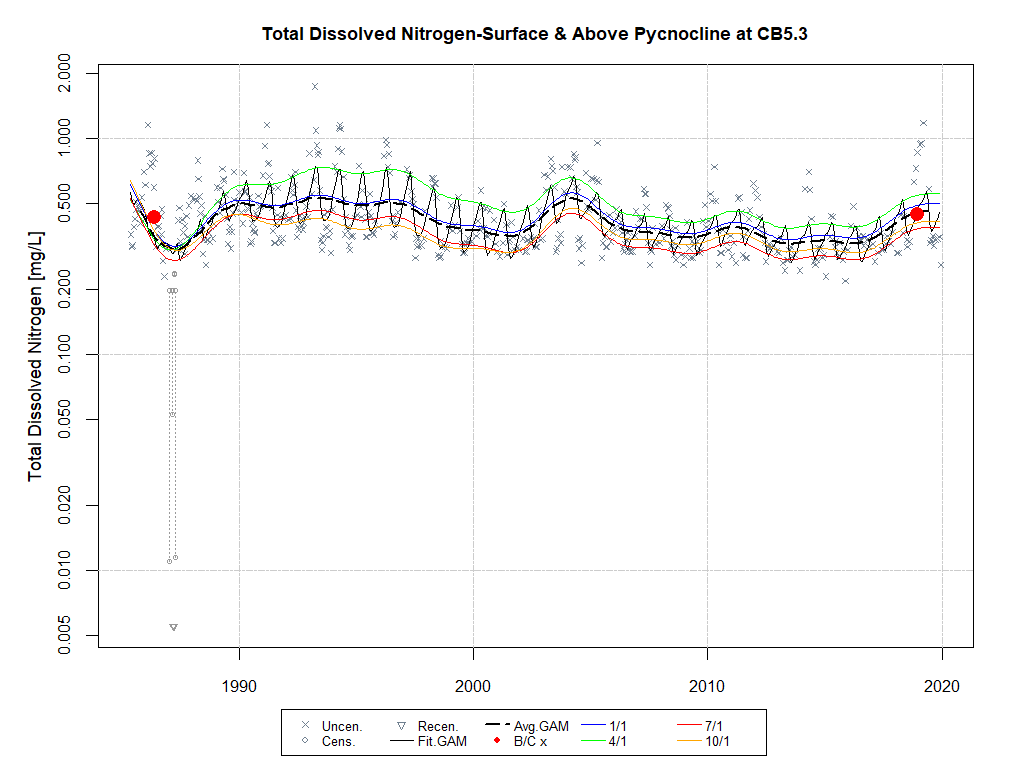 Total Dissolved Nitrogen-Surface & Above Pycnocline at CB5.3
Total Dissolved Nitrogen [mg/L]
2.000
1.000
0.500
0.200
0.100
0.050
0.020
0.010
0.005
1990 2000 2010 2020
Uncen. Recen. Avg.GAM 1/1 7/1
Cens. Fit.GAM B/C x 4/1 10/1